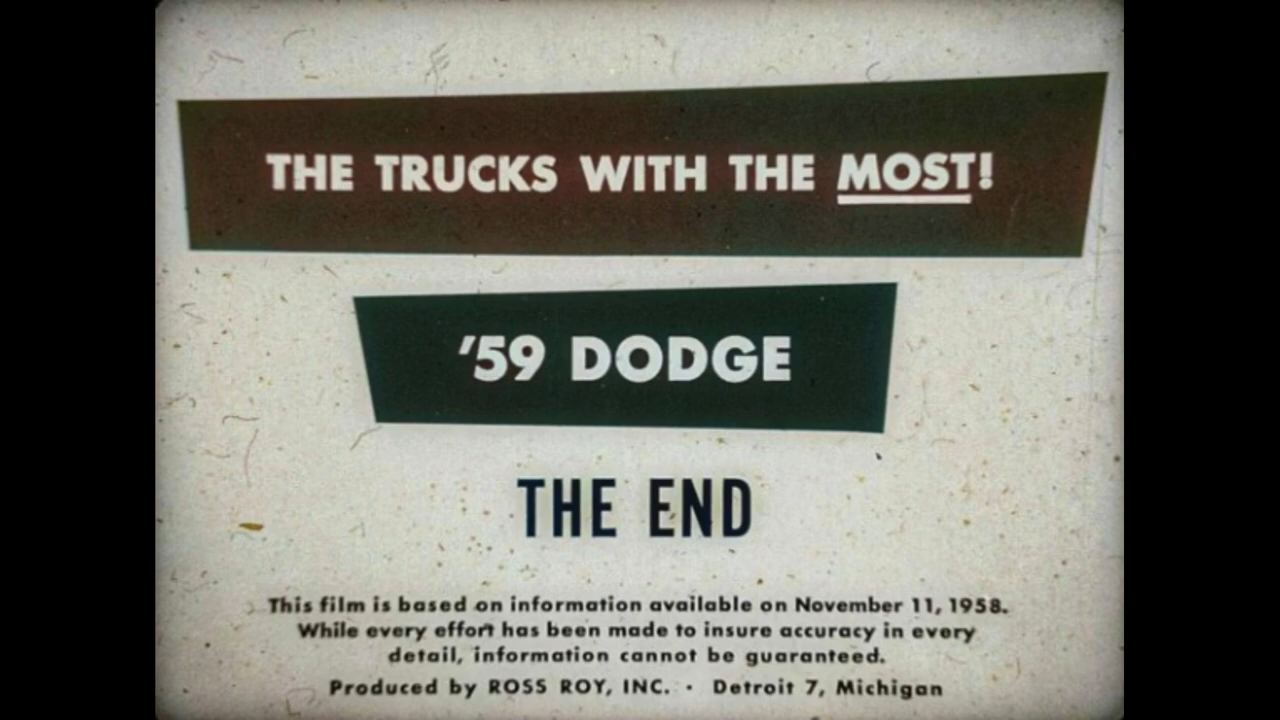 THE TRUCKS WITH THE MOST!
'59 DODGE
THE END
This film is based on information available on November 11, 1958.
While every effort has been made to insure accuracy in every
detail, information cannot be guaranteed.
Produced by ROSS ROY, INC. · Detroit 7, Michigan